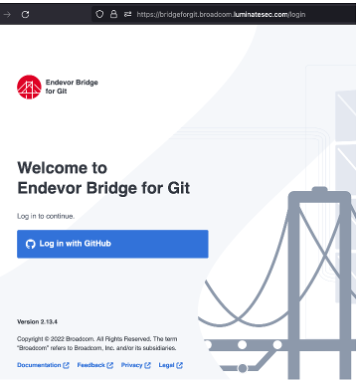 https://bridgeforgit.broadcom.luminatesec.com/login
Endevor Bridge
for Git
Welcome to
Endevor Bridge for Git
Log in to continue.
Log in with GitHub
Version 2.13.4
Copyright © 2022 Broadcom. All Rights Reserved. The term
"Broadcom" refers to Broadcom, Inc. and/or its subsidiaries.
Documentation Feedback Privacy Legal